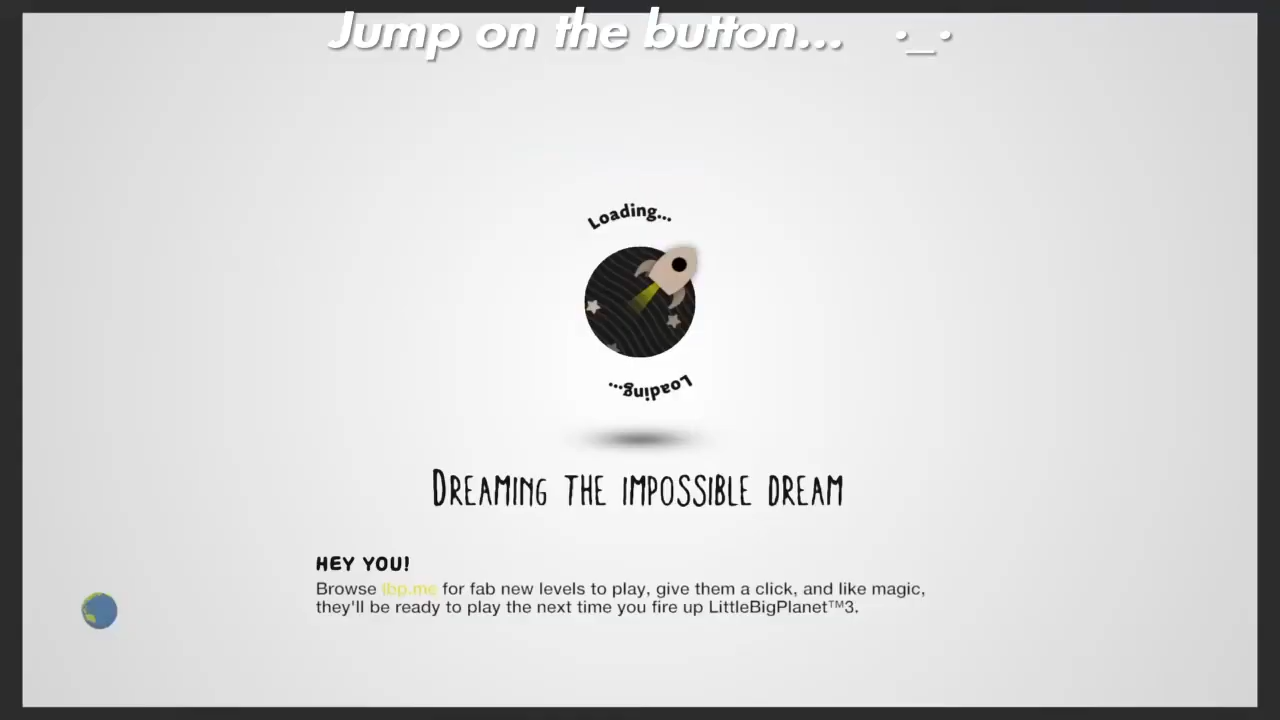 Jump on the button... ·_·
Loading...
Loading...
DREAMING THE IMPOSSIBLE DREAM
HEY YOU!
Browse lbp.me for fab new levels to play, give them a click, and like magic,
they'll be ready to play the next time you fire up LittleBigPlanet™3.